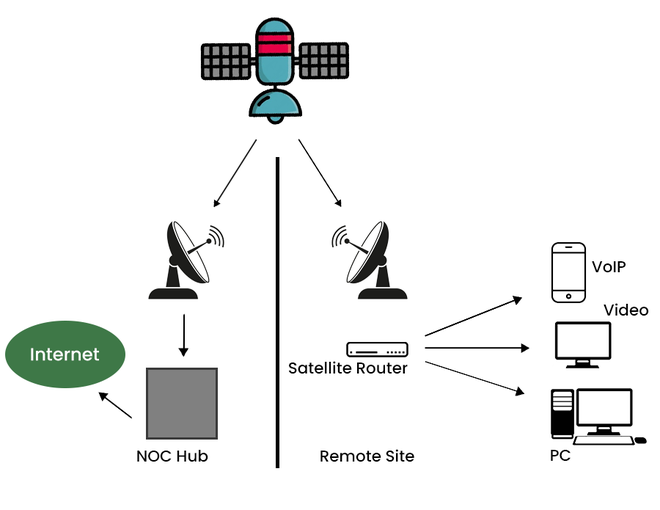 VoIP
Video
Internet
Satellite Router
NOC Hub
Remote Site
PC